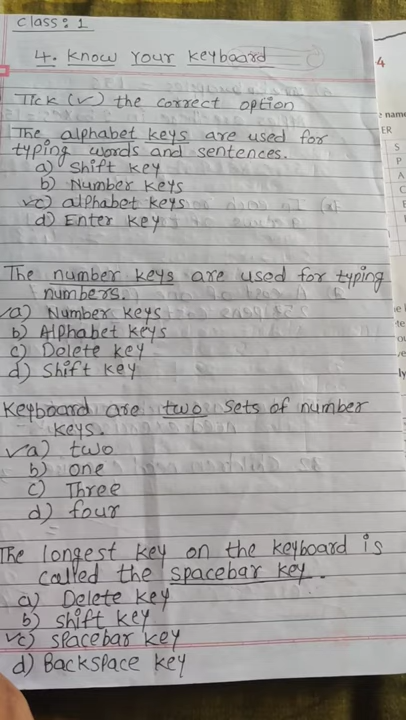 Class: 1
4. Know Your Keyboard
Tick (✓) the correct option
The alphabet keys are used for
typing words and sentences.
a) Shift key
b) Number keys
✓c) alphabet keys
d) Enter key
The number keys are used for typing
numbers.
✓a) Number keys
b) Alphabet keys
c) Delete key
d) Shift key
Keyboard are two sets of number
keys.
✓a) two
b) one
c) Three
d) four
The longest key on the keyboard is
called the spacebar key.
a) Delete key
b) shift key
✓c) spacebar key
d) Backspace key
4
name
ER
S
P
A
C